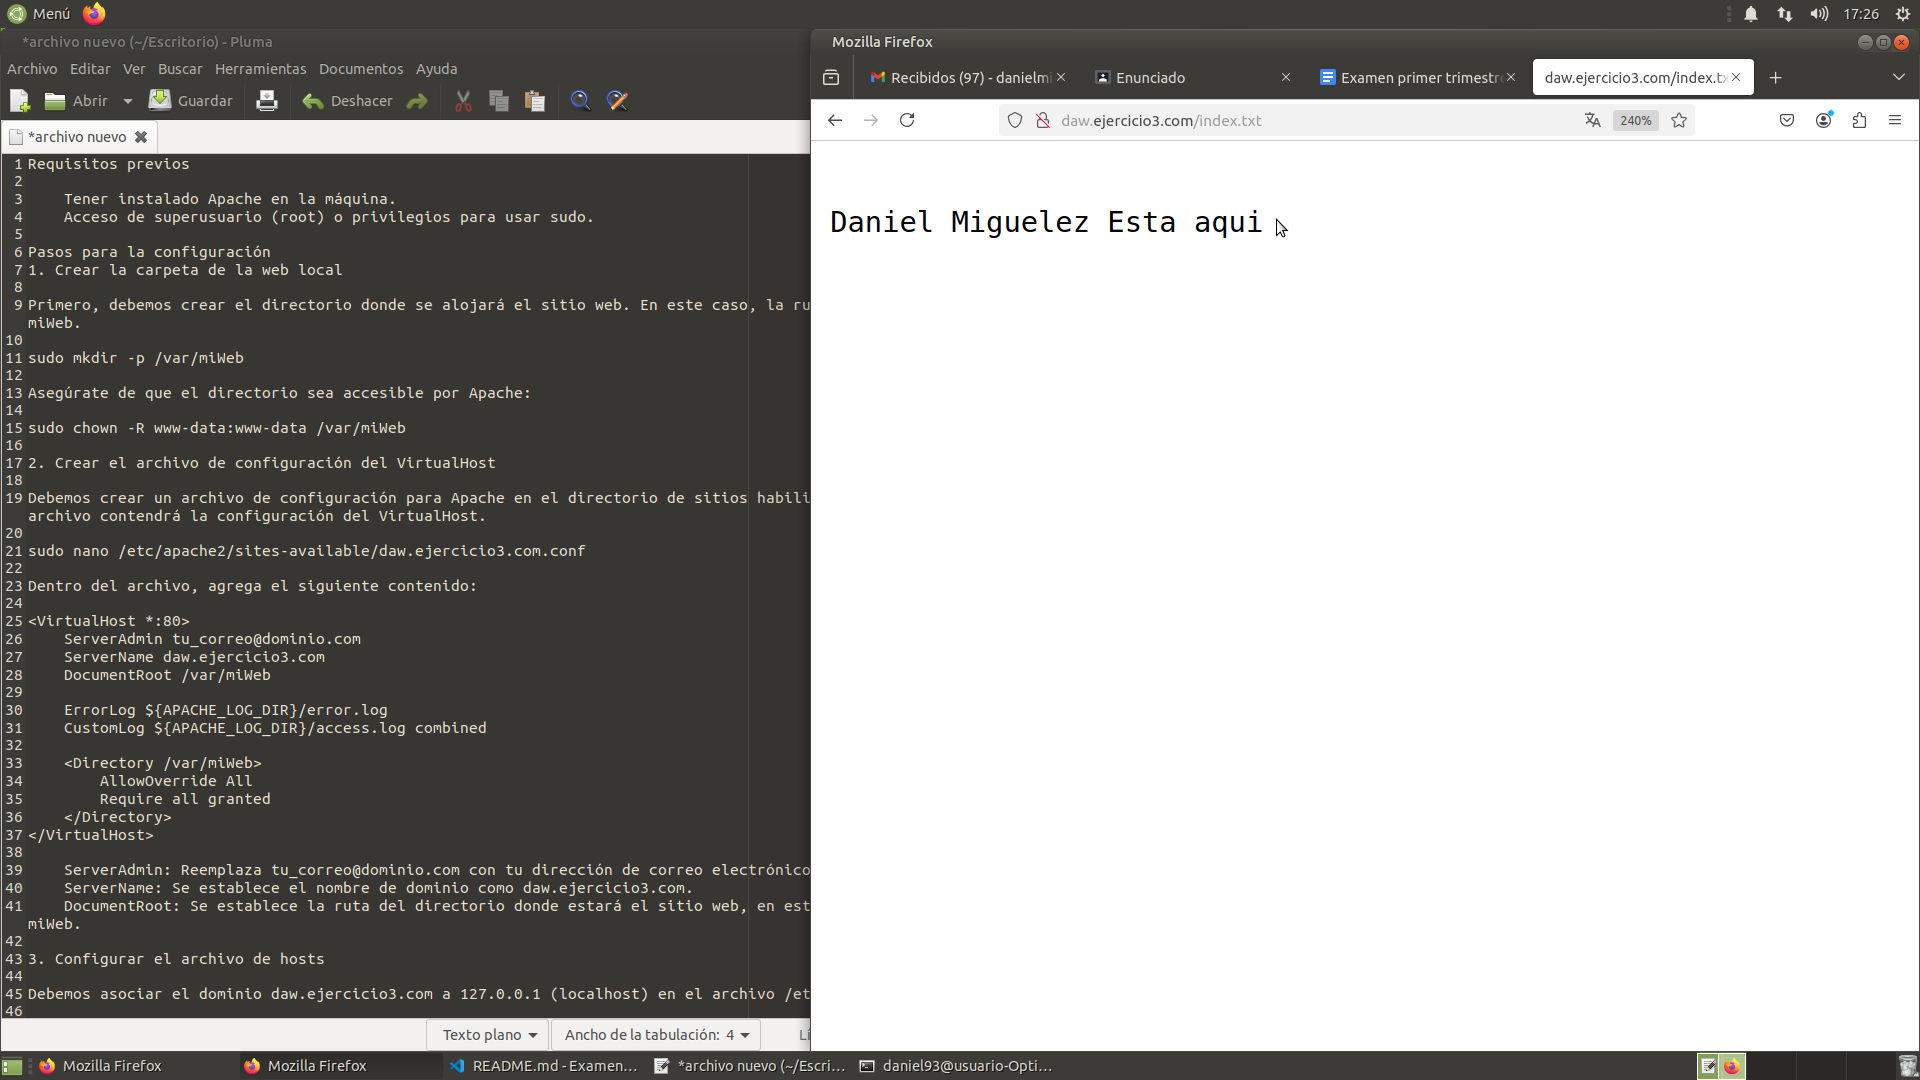 Menú
17:26
*archivo nuevo (~/Escritorio) - Pluma
Archivo Editar Ver Buscar Herramientas Documentos Ayuda
Abrir Guardar Deshacer
*archivo nuevo
1 Requisitos previos
2
3 Tener instalado Apache en la máquina.
4 Acceso de superusuario (root) o privilegios para usar sudo.
5
6 Pasos para la configuración
7 1. Crear la carpeta de la web local
8
9 Primero, debemos crear el directorio donde se alojará el sitio web. En este caso, la ru
miWeb.
10
11 sudo mkdir -p /var/miWeb
12
13 Asegúrate de que el directorio sea accesible por Apache:
14
15 sudo chown -R www-data:www-data /var/miWeb
16
17 2. Crear el archivo de configuración del VirtualHost
18
19 Debemos crear un archivo de configuración para Apache en el directorio de sitios habili
archivo contendrá la configuración del VirtualHost.
20
21 sudo nano /etc/apache2/sites-available/daw.ejercicio3.com.conf
22
23 Dentro del archivo, agrega el siguiente contenido:
24
25 <VirtualHost *:80>
26 ServerAdmin tu_correo@dominio.com
27 ServerName daw.ejercicio3.com
28 DocumentRoot /var/miWeb
29
30 ErrorLog ${APACHE_LOG_DIR}/error.log
31 CustomLog ${APACHE_LOG_DIR}/access.log combined
32
33 <Directory /var/miWeb>
34 AllowOverride All
35 Require all granted
36 </Directory>
37 </VirtualHost>
38
39 ServerAdmin: Reemplaza tu_correo@dominio.com con tu dirección de correo electrónico
40 ServerName: Se establece el nombre de dominio como daw.ejercicio3.com.
41 DocumentRoot: Se establece la ruta del directorio donde estará el sitio web, en est
miWeb.
42
43 3. Configurar el archivo de hosts
44
45 Debemos asociar el dominio daw.ejercicio3.com a 127.0.0.1 (localhost) en el archivo /et
46
Texto plano Ancho de la tabulación: 4 Lí
Mozilla Firefox
Recibidos (97) - danielmi Enunciado Examen primer trimestre daw.ejercicio3.com/index.tx
daw.ejercicio3.com/index.txt 240%
Daniel Miguelez Esta aqui
Mozilla Firefox Mozilla Firefox README.md - Examen... *archivo nuevo (~/Escri... daniel93@usuario-Opti...